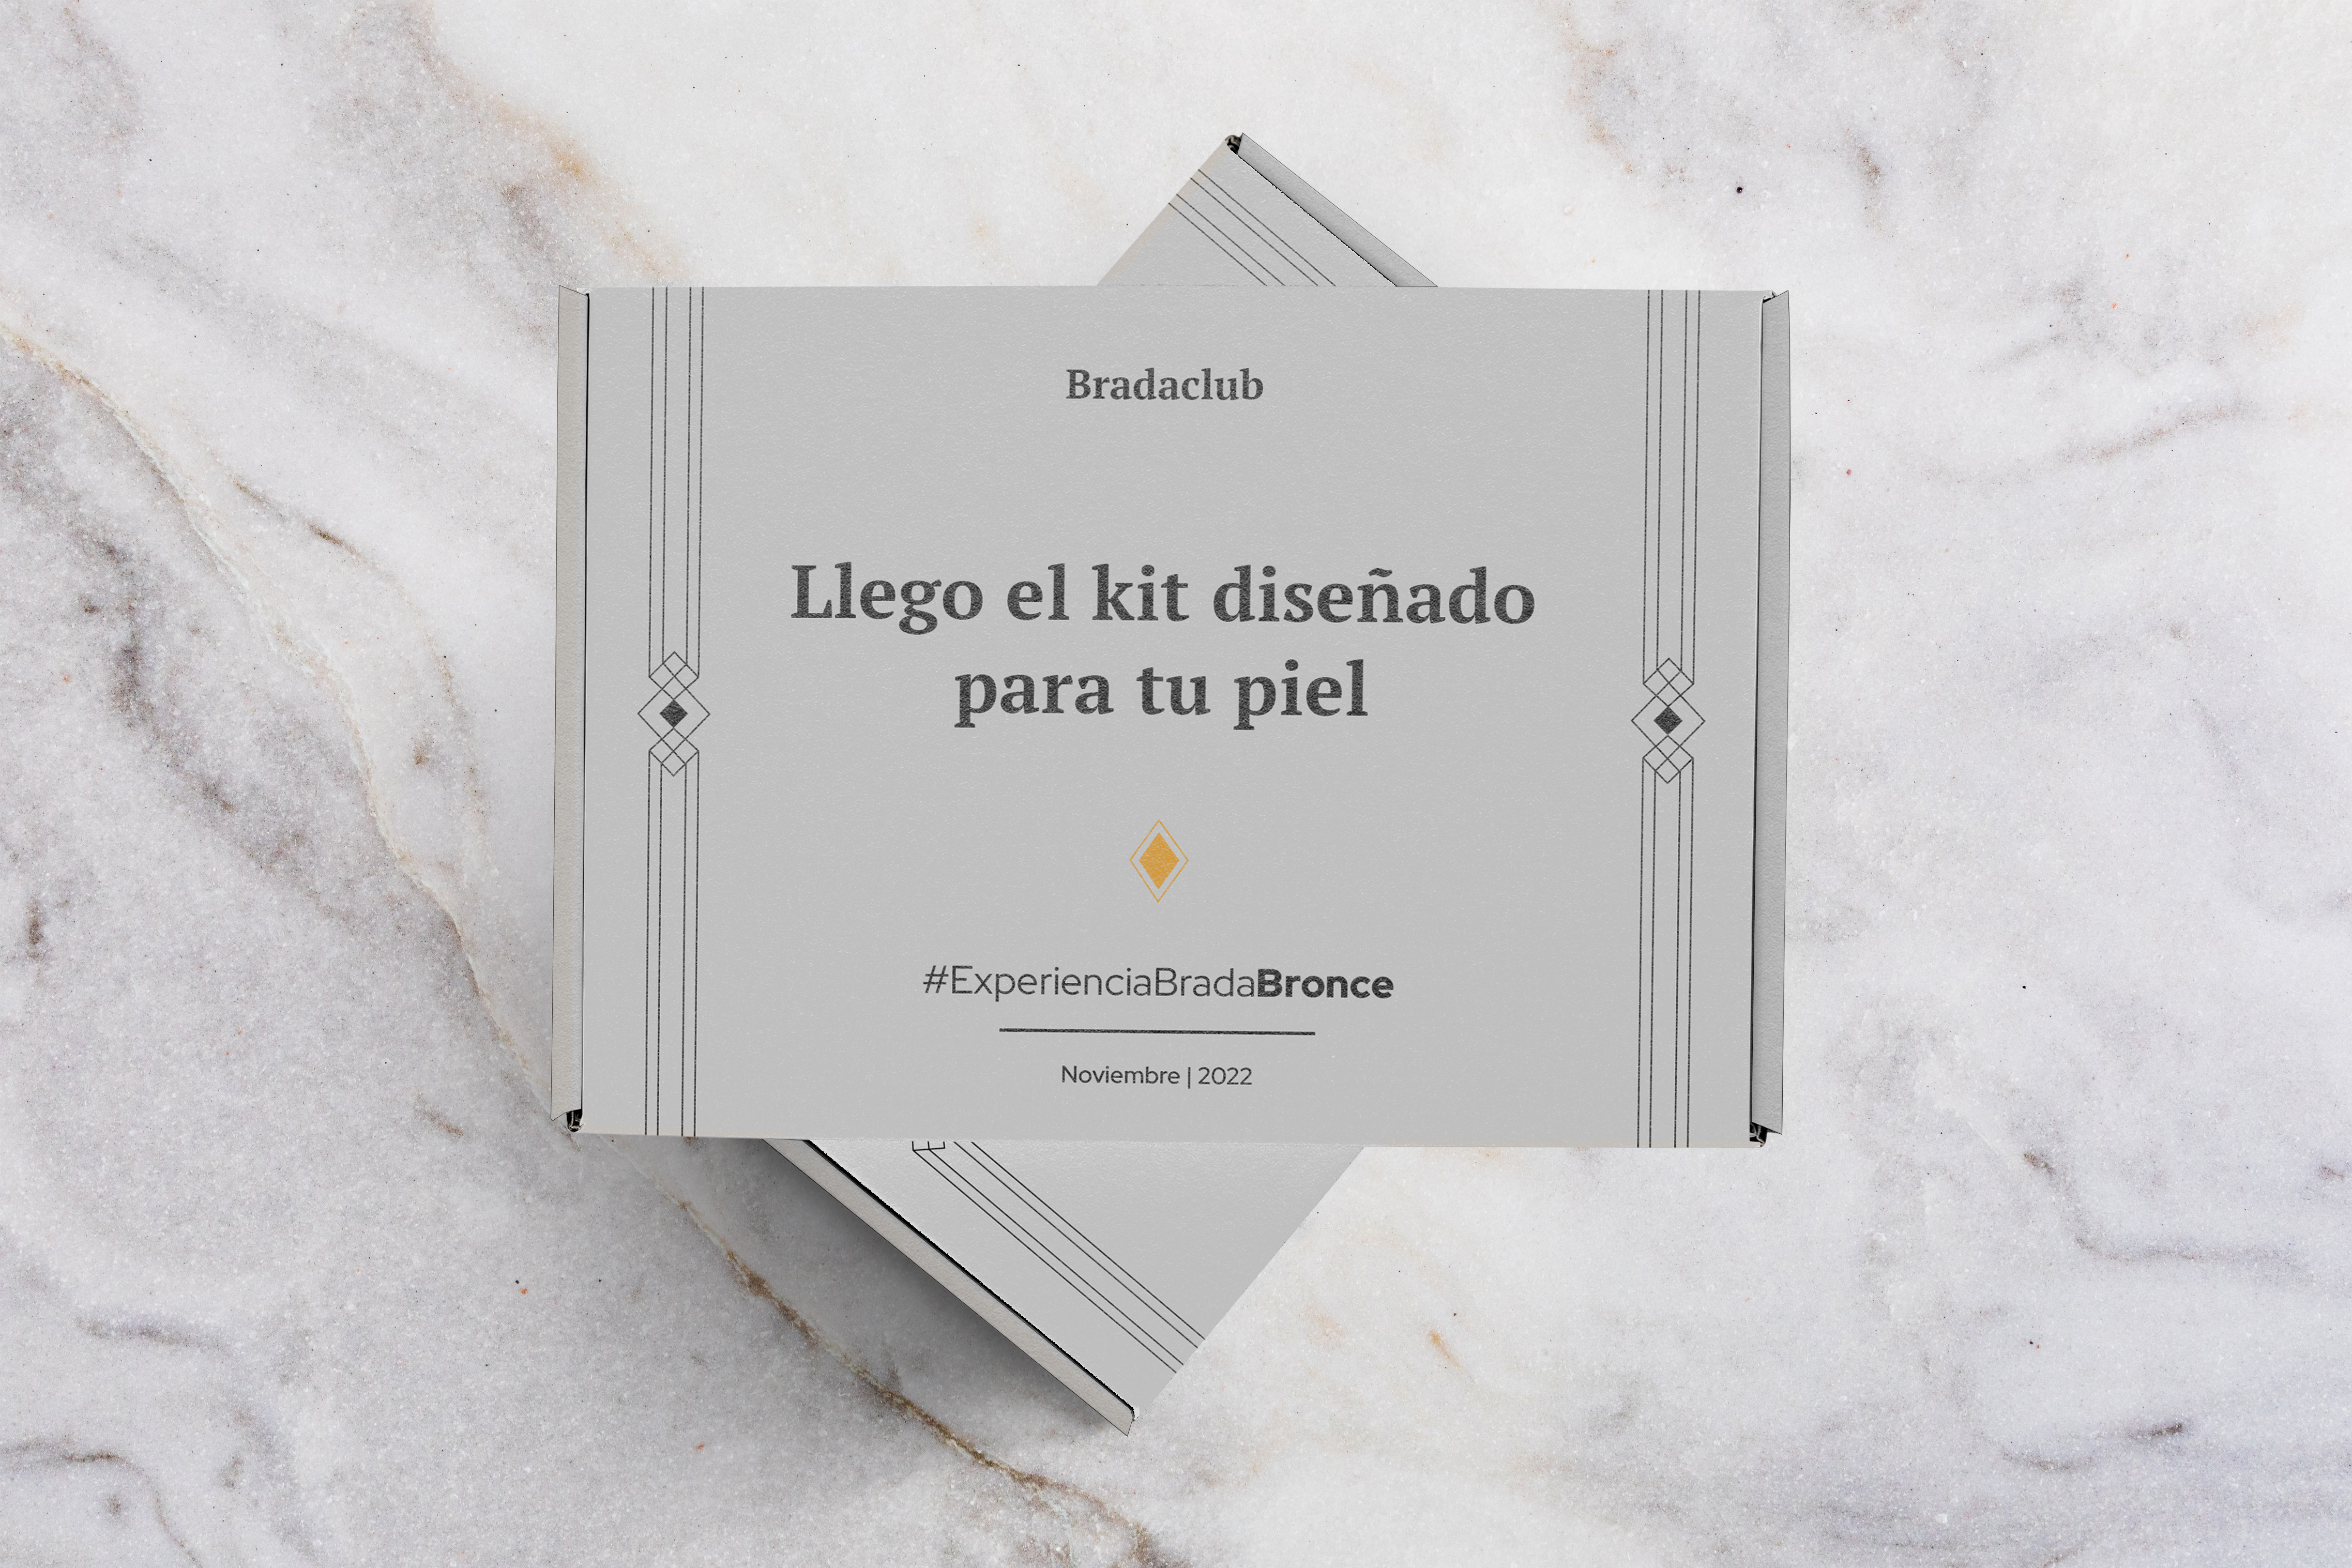 Bradaclub
Llego el kit diseñado
para tu piel
#ExperienciaBradaBronce
Noviembre | 2022